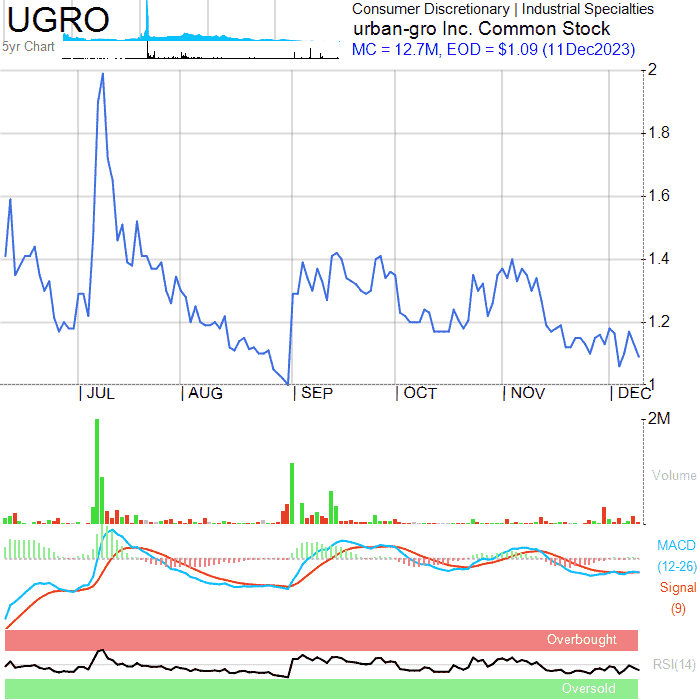 UGRO
5yr Chart
Consumer Discretionary | Industrial Specialties
urban-gro Inc. Common Stock
MC = 12.7M, EOD = $1.09 (11Dec2023)
2
1.8
1.6
1.4
1.2
1
| JUL | AUG | SEP | OCT | NOV | DEC
2M
Volume
MACD
(12-26)
Signal
(9)
Overbought
RSI(14)
Oversold